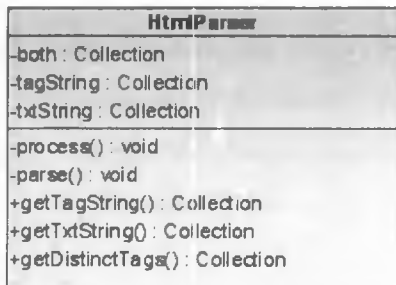 HtmlParser
-both : Collection
-tagString : Collection
-txtString : Collection
-process() : void
-parse() : void
+getTagString() : Collection
+getTxtString() : Collection
+getDistinctTags() : Collection